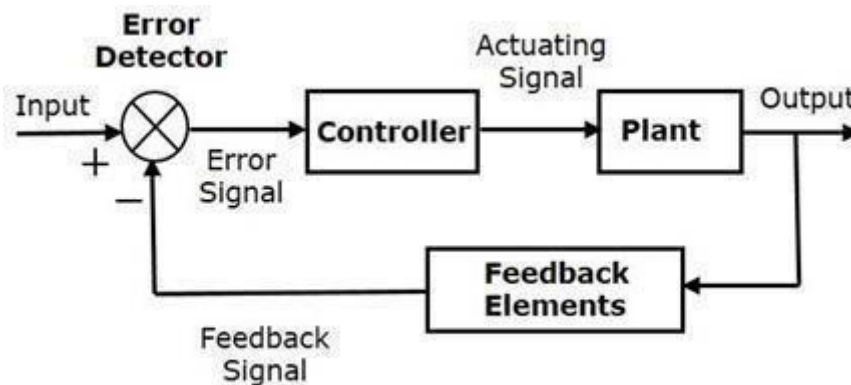 Error
Detector
Input
+
−
Error
Signal
Controller
Actuating
Signal
Plant
Output
Feedback
Elements
Feedback
Signal